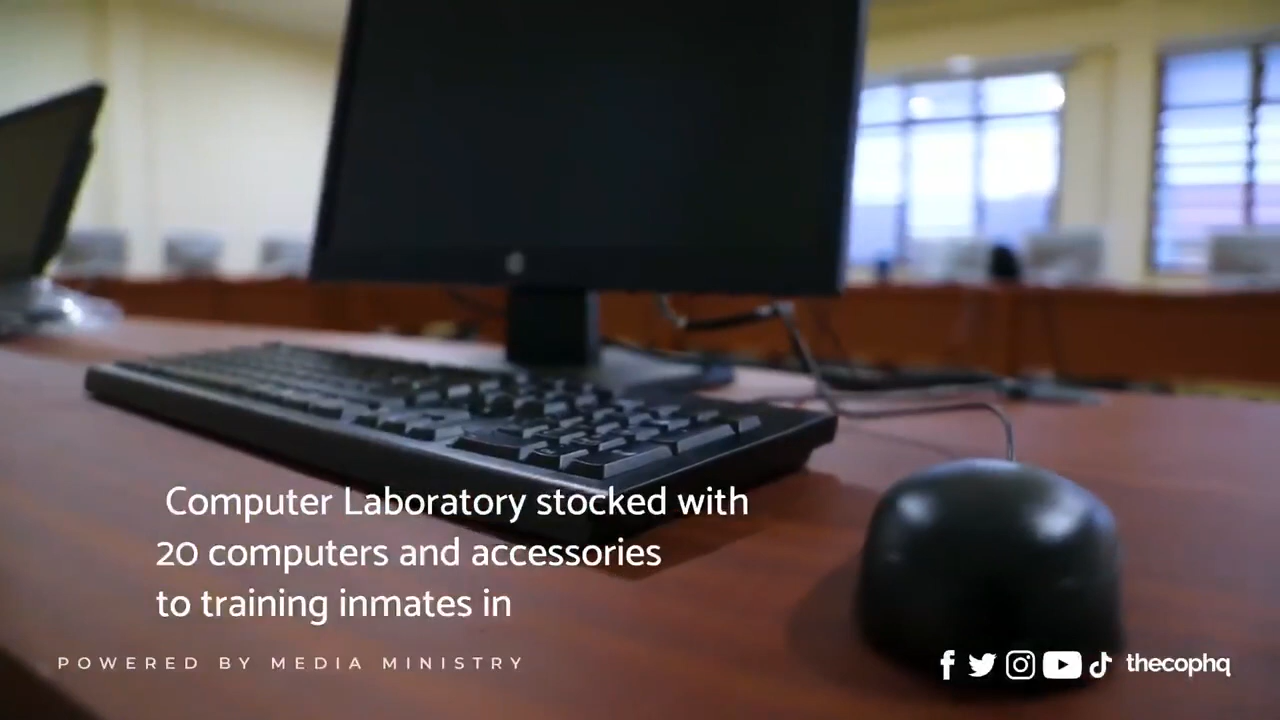 Computer Laboratory stocked with
20 computers and accessories
to training inmates in
POWERED BY MEDIA MINISTRY
thecophq